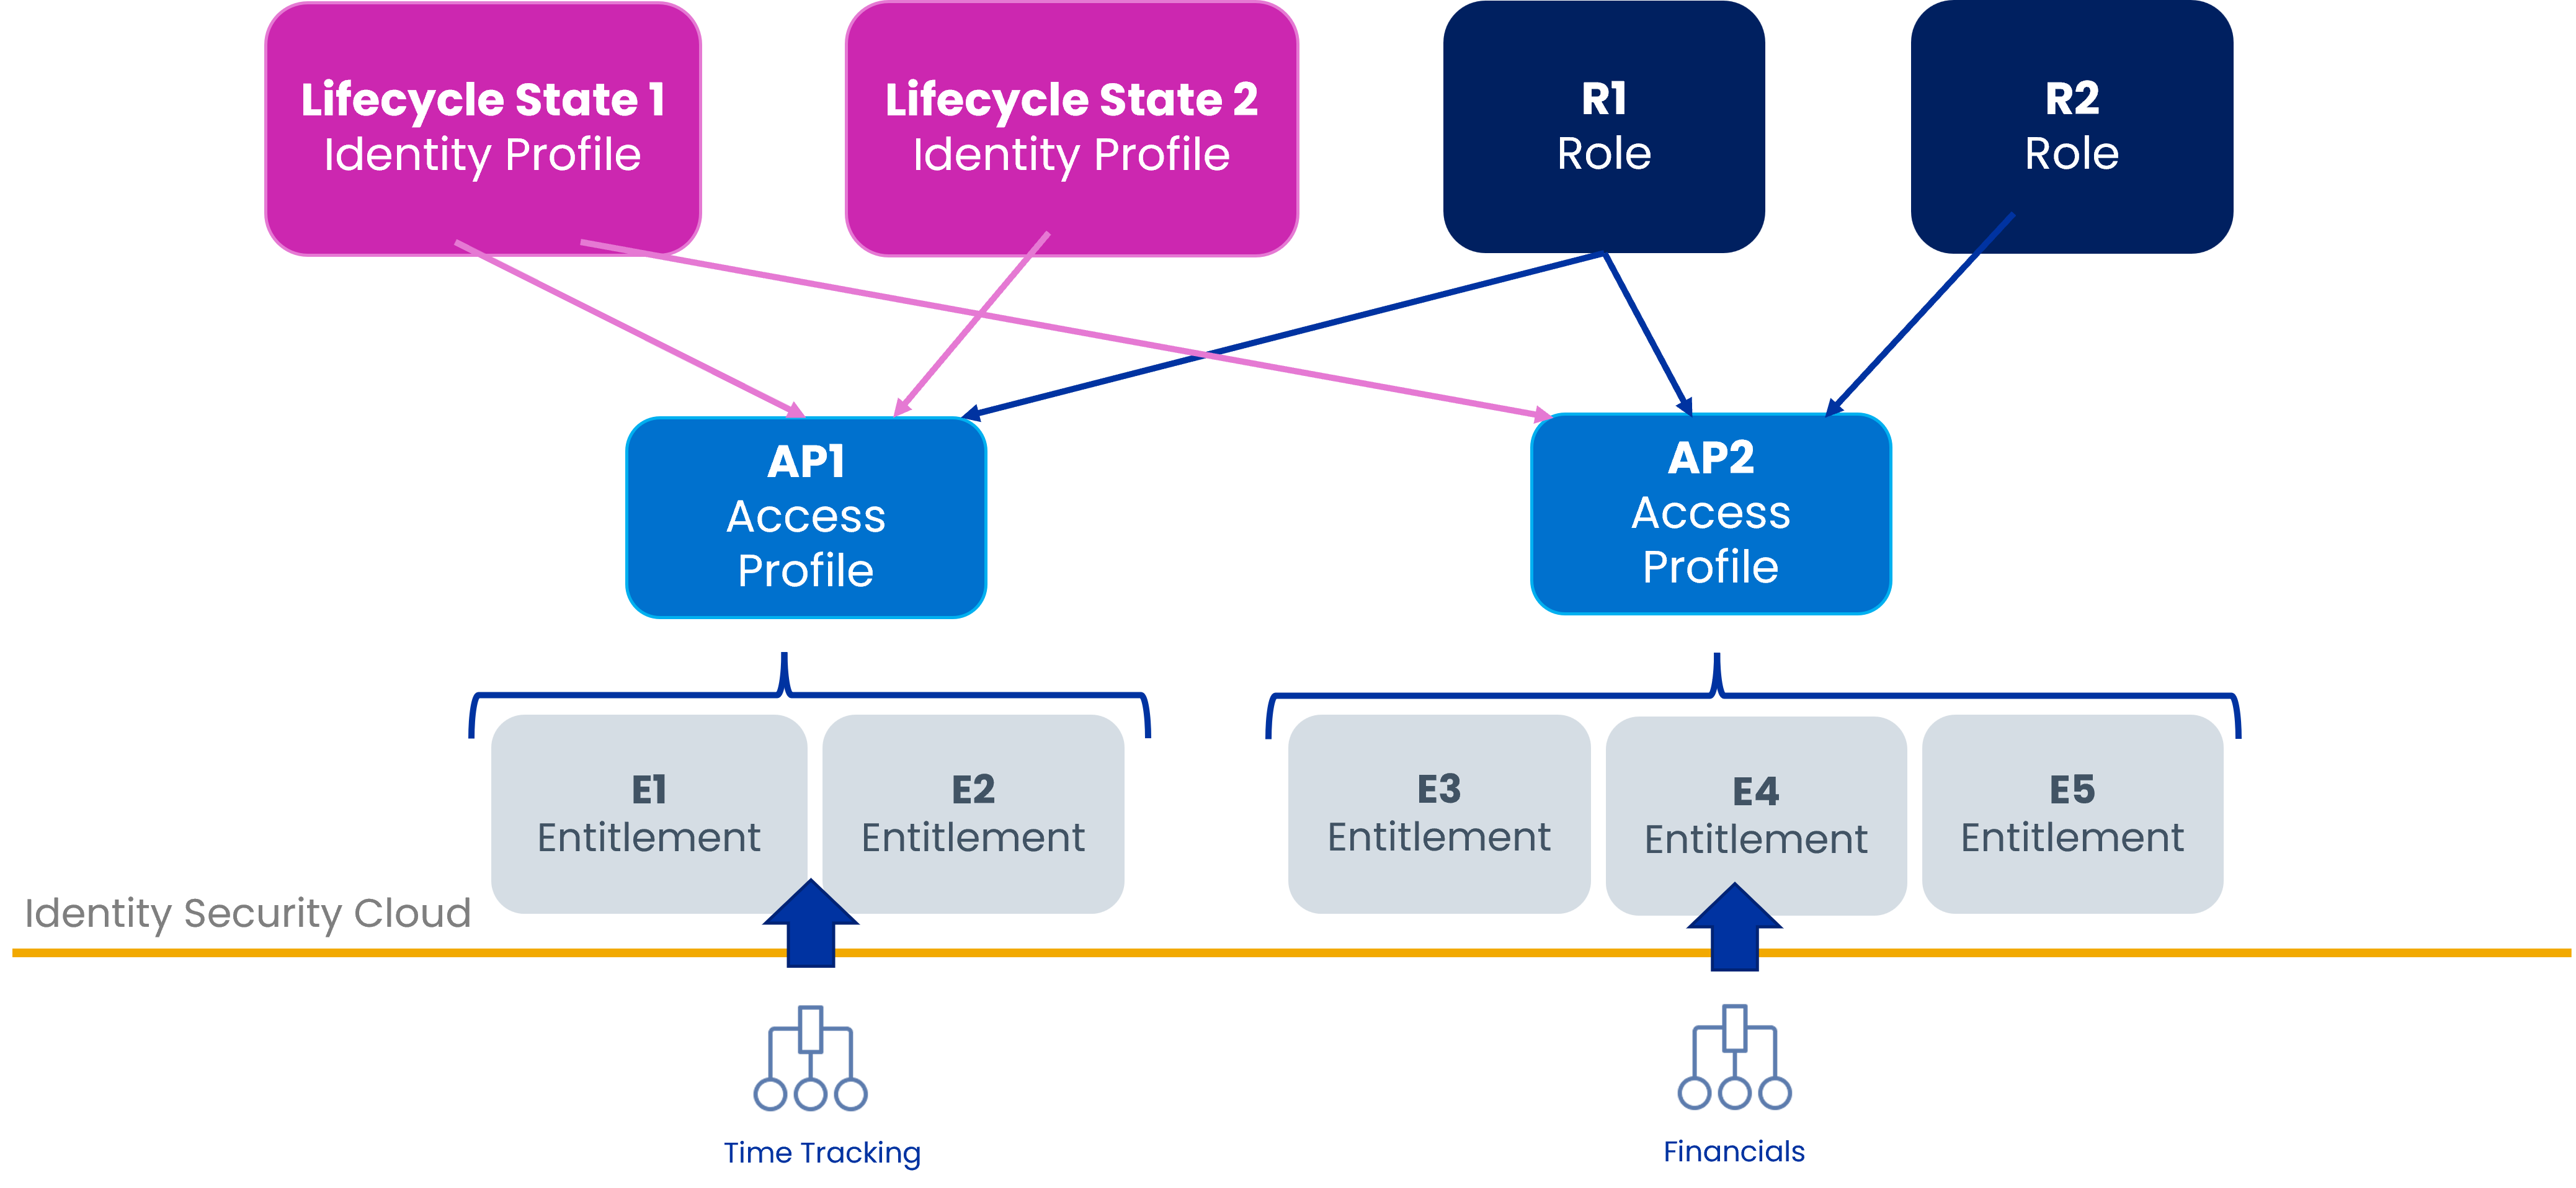 Lifecycle State 1
Identity Profile
Lifecycle State 2
Identity Profile
R1
Role
R2
Role
AP1
Access
Profile
AP2
Access
Profile
E1
Entitlement
E2
Entitlement
E3
Entitlement
E4
Entitlement
E5
Entitlement
Identity Security Cloud
Time Tracking
Financials